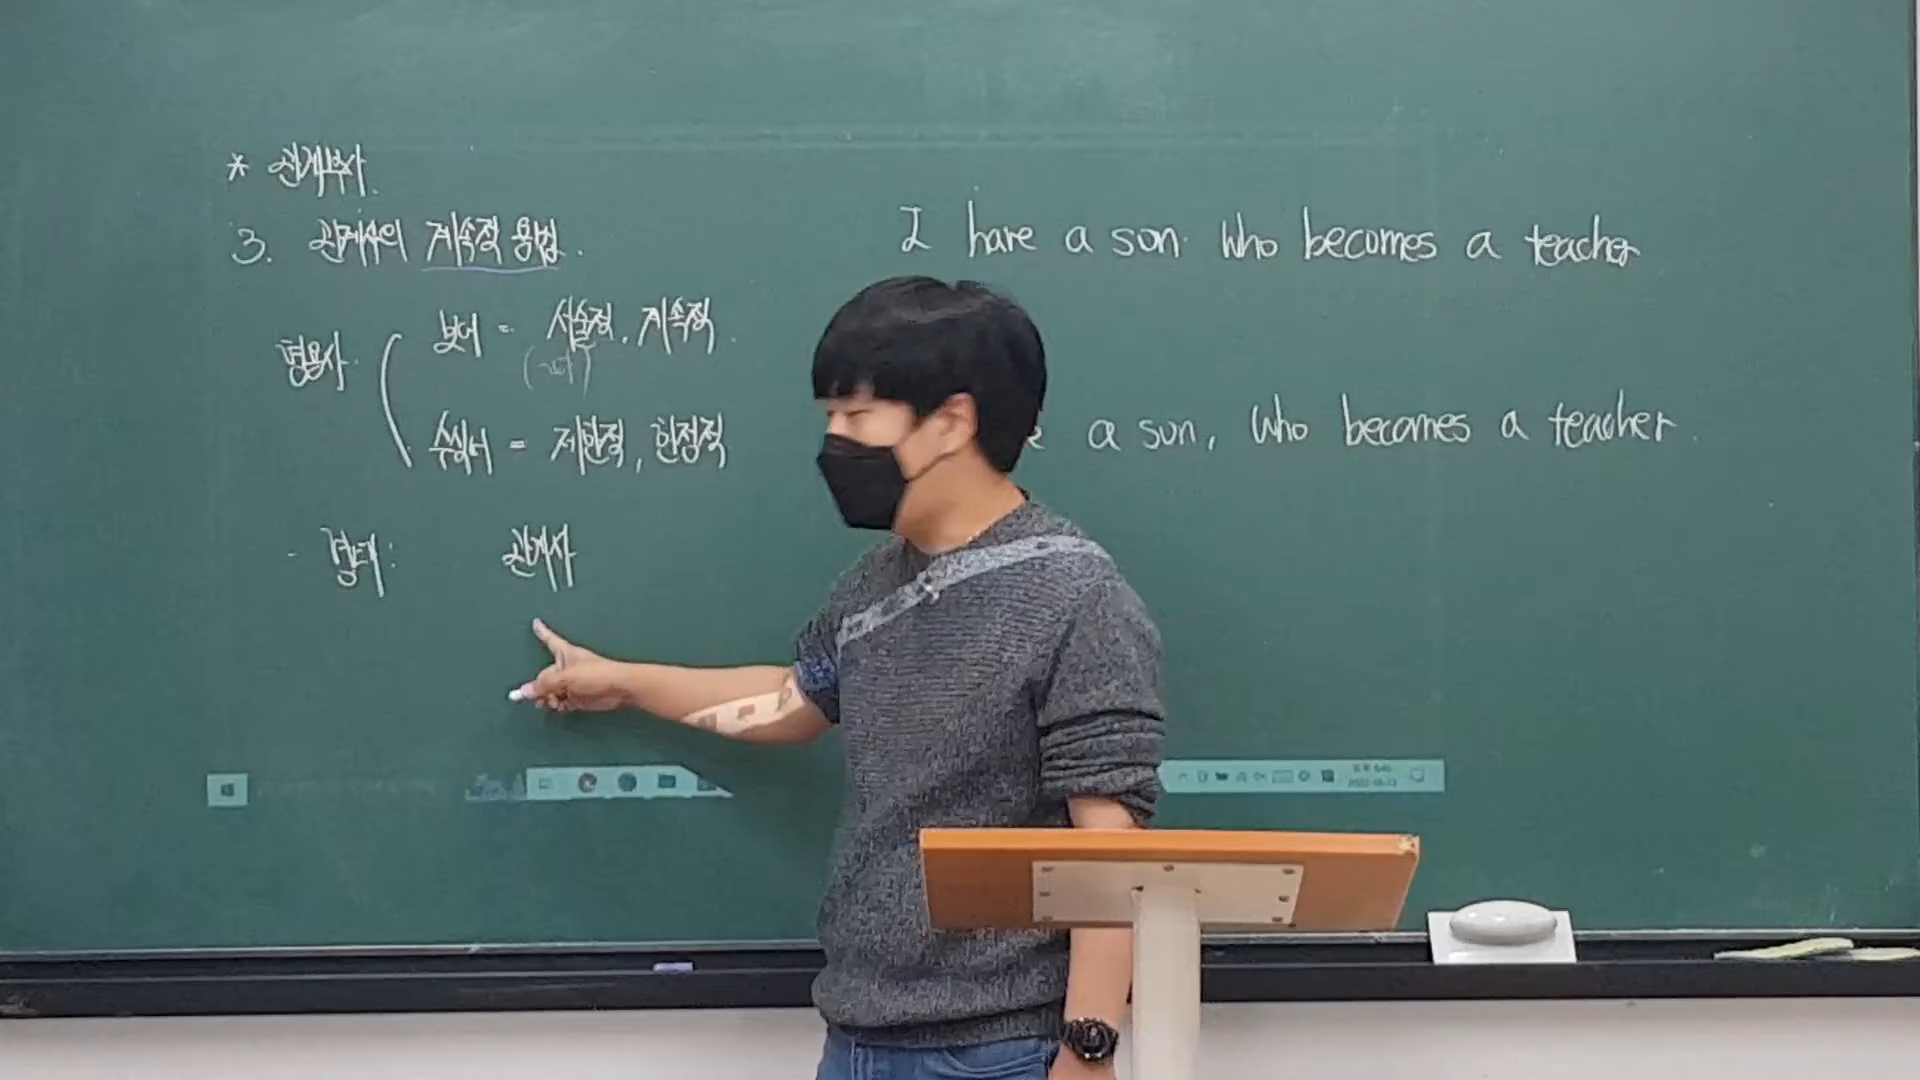 * 관계부사.
3. 관계사의 계속적 용법.
형용사.
보어 = 서술적, 계속적.
수식어 = 제한적, 한정적
- 형태: 관계사
I have a son. Who becomes a teacher
a son, who becomes a teacher.